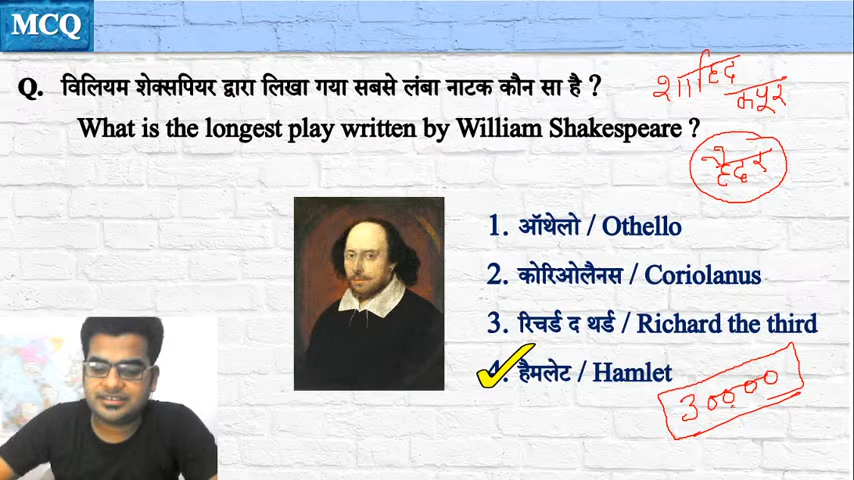 MCQ
Q. विलियम शेक्सपियर द्वारा लिखा गया सबसे लंबा नाटक कौन सा है ?
What is the longest play written by William Shakespeare ?
शाहिद
कपूर
हैदर
1. ऑथेलो / Othello
2. कोरिओलैनस / Coriolanus
3. रिचर्ड द थर्ड / Richard the third
4. हैमलेट / Hamlet
30000